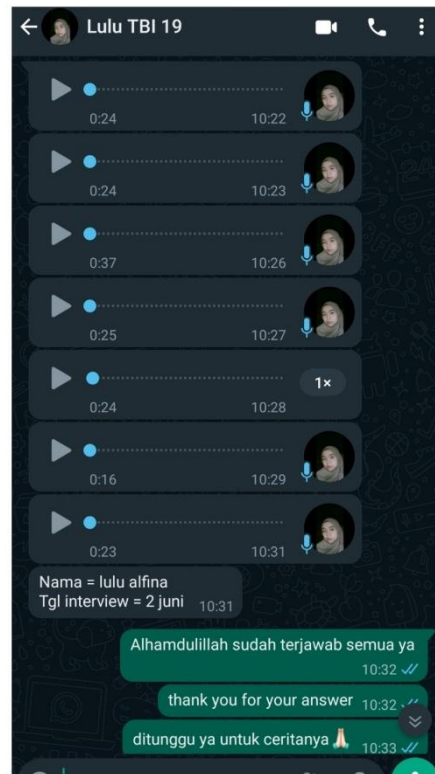 Lulu TBI 19
0:24 10:22
0:24 10:23
0:37 10:26
0:25 10:27
1×
0:24 10:28
0:16 10:29
0:23 10:31
Nama = lulu alfina
Tgl interview = 2 juni 10:31
Alhamdulillah sudah terjawab semua ya
10:32
thank you for your answer 10:32
ditunggu ya untuk ceritanya 🙏🏻 10:33